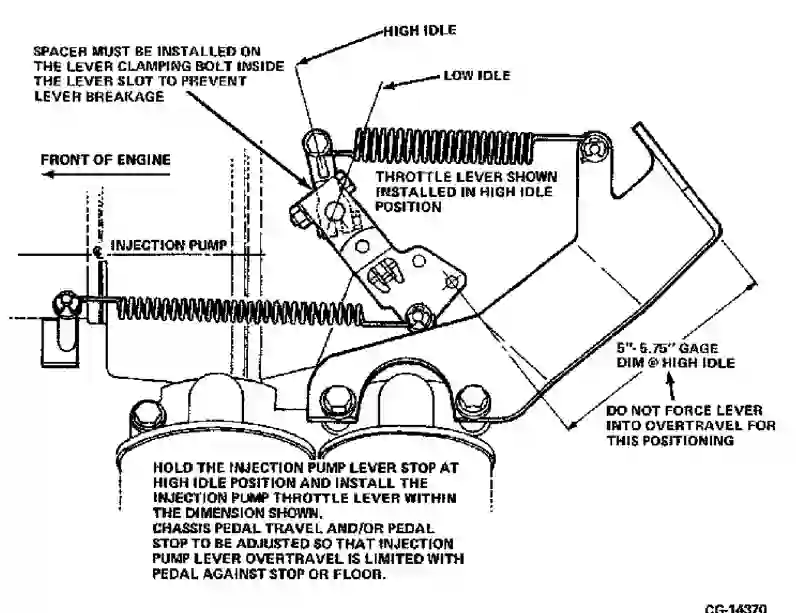 HIGH IDLE
SPACER MUST BE INSTALLED ON
THE LEVER CLAMPING BOLT INSIDE
THE LEVER SLOT TO PREVENT
LEVER BREAKAGE
LOW IDLE
FRONT OF ENGINE
THROTTLE LEVER SHOWN
INSTALLED IN HIGH IDLE
POSITION
INJECTION PUMP
5"- 5.75" GAGE
DIM @ HIGH IDLE
DO NOT FORCE LEVER
INTO OVERTRAVEL FOR
THIS POSITIONING
HOLD THE INJECTION PUMP LEVER STOP AT
HIGH IDLE POSITION AND INSTALL THE
INJECTION PUMP THROTTLE LEVER WITHIN
THE DIMENSION SHOWN.
CHASSIS PEDAL TRAVEL AND/OR PEDAL
STOP TO BE ADJUSTED SO THAT INJECTION
PUMP LEVER OVERTRAVEL IS LIMITED WITH
PEDAL AGAINST STOP OR FLOOR.
CG-14370